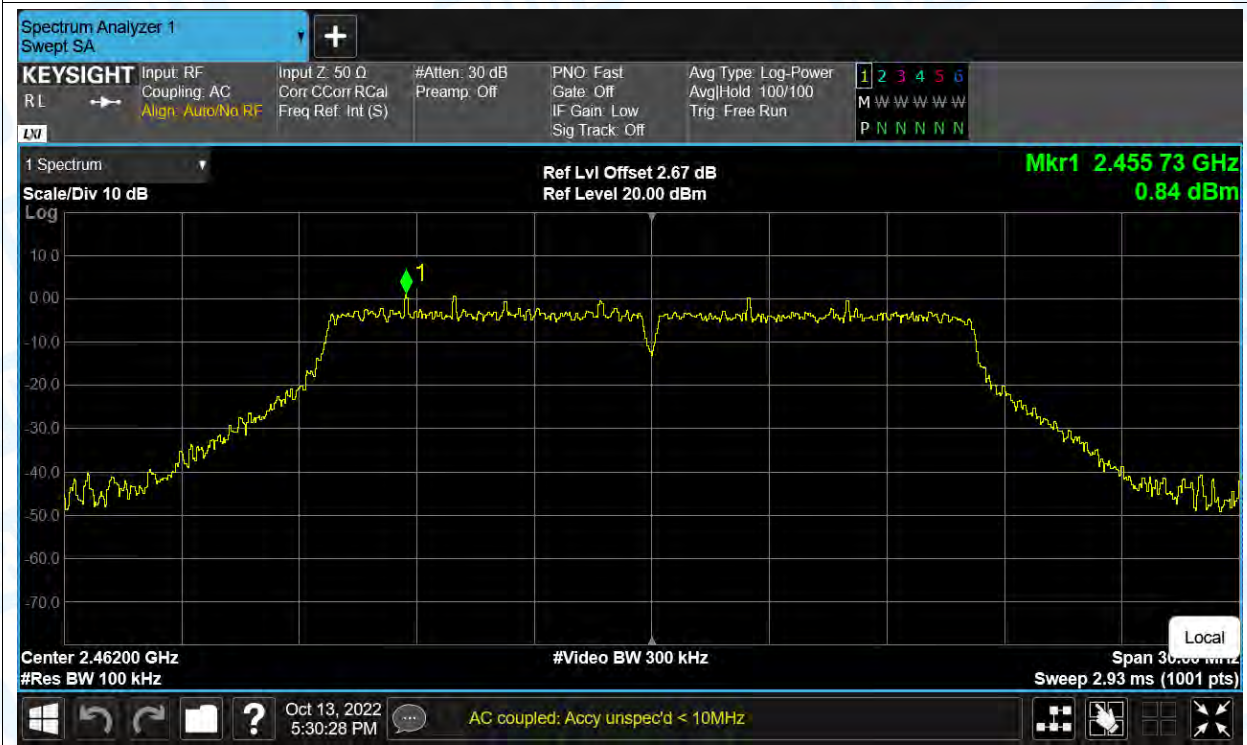 Spectrum Analyzer 1
Swept SA
KEYSIGHT
R L
LXI
Input: RF
Coupling: AC
Align: Auto/No RF
Input Z: 50 Ω
Corr CCorr RCal
Freq Ref: Int (S)
#Atten: 30 dB
Preamp: Off
PNO: Fast
Gate: Off
IF Gain: Low
Sig Track: Off
Avg Type: Log-Power
Avg|Hold: 100/100
Trig: Free Run
1 2 3 4 5 6
M W W W W W
P N N N N N
1 Spectrum
Scale/Div 10 dB
Log
Ref Lvl Offset 2.67 dB
Ref Level 20.00 dBm
Mkr1 2.455 73 GHz
0.84 dBm
1
10.0
0.00
-10.0
-20.0
-30.0
-40.0
-50.0
-60.0
-70.0
Local
Center 2.46200 GHz
#Res BW 100 kHz
#Video BW 300 kHz
Span 30.00 MHz
Sweep 2.93 ms (1001 pts)
?
Oct 13, 2022
5:30:28 PM
AC coupled: Accy unspec'd < 10MHz